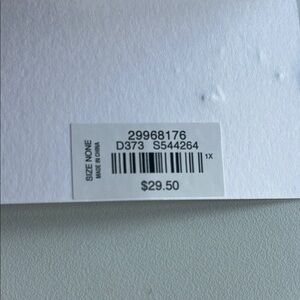 29968176
D373 S544264
SIZE NONE
MADE IN CHINA
1X
$29.50